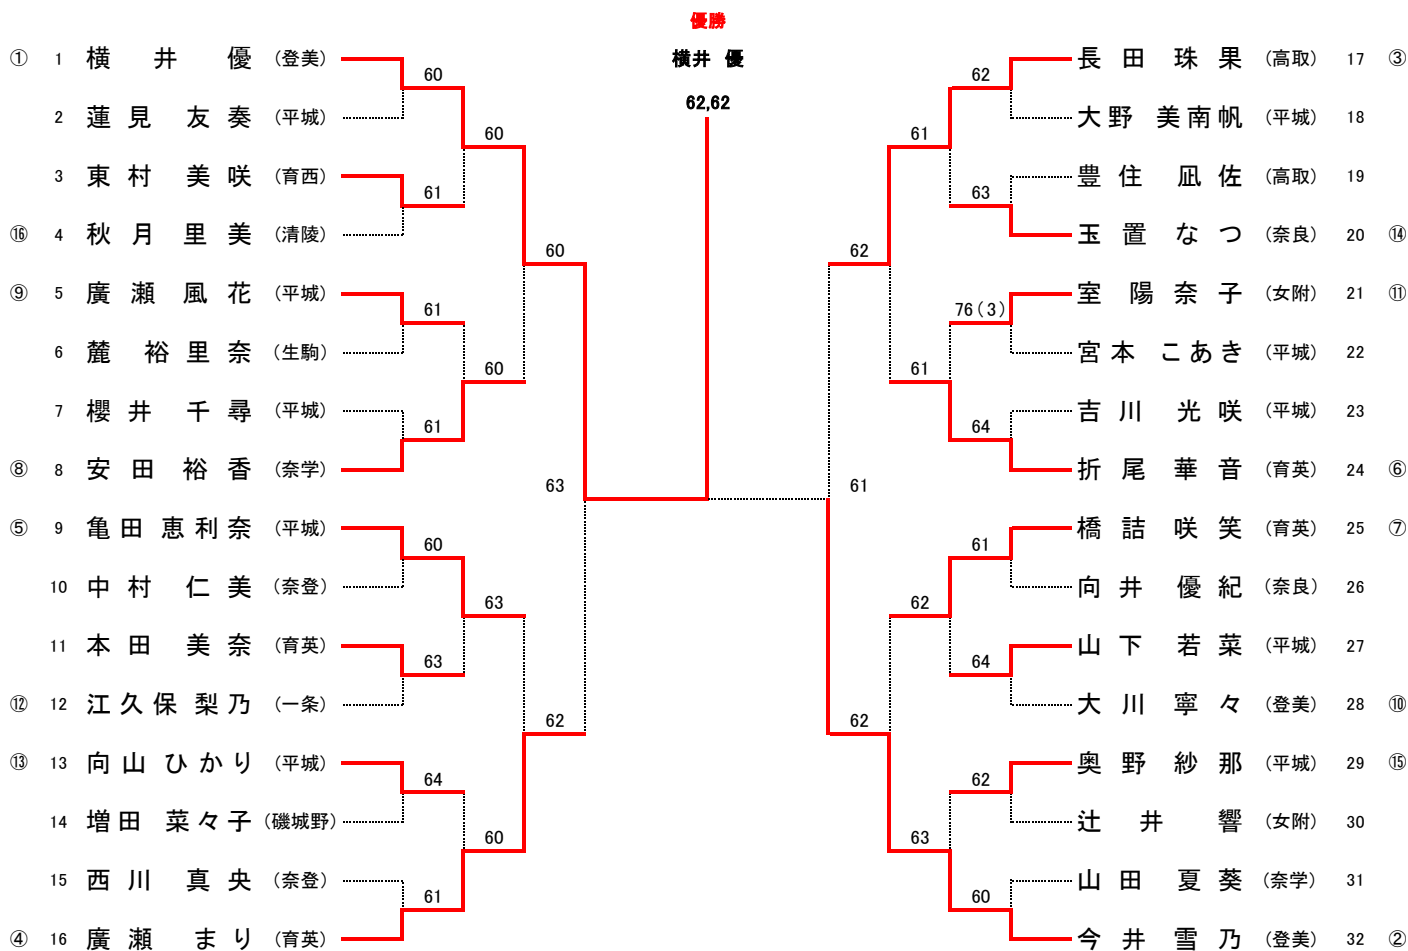 優勝
横井 優
62,62
① 1 横井優 (登美)
60
2 蓮見友奏 (平城)
60
3 東村美咲 (育西)
61
⑯ 4 秋月里美 (清陵)
60
⑨ 5 廣瀬風花 (平城)
61
6 麓裕里奈 (生駒)
60
7 櫻井千尋 (平城)
61
⑧ 8 安田裕香 (奈学)
63
⑤ 9 亀田恵利奈 (平城)
60
10 中村仁美 (奈登)
63
11 本田美奈 (育英)
63
⑫ 12 江久保梨乃 (一条)
62
⑬ 13 向山ひかり (平城)
64
14 増田菜々子 (磯城野)
60
15 西川真央 (奈登)
61
④ 16 廣瀬まり (育英)
長田珠果 (高取) 17 ③
62
大野美南帆 (平城) 18
61
豊住凪佐 (高取) 19
63
玉置なつ (奈良) 20 ⑭
62
室陽奈子 (女附) 21 ⑪
76(3)
宮本こあき (平城) 22
61
吉川光咲 (平城) 23
64
折尾華音 (育英) 24 ⑥
61
橋詰咲笑 (育英) 25 ⑦
61
向井優紀 (奈良) 26
62
山下若菜 (平城) 27
64
大川寧々 (登美) 28 ⑩
62
奥野紗那 (平城) 29 ⑮
62
辻井響 (女附) 30
63
山田夏葵 (奈学) 31
60
今井雪乃 (登美) 32 ②